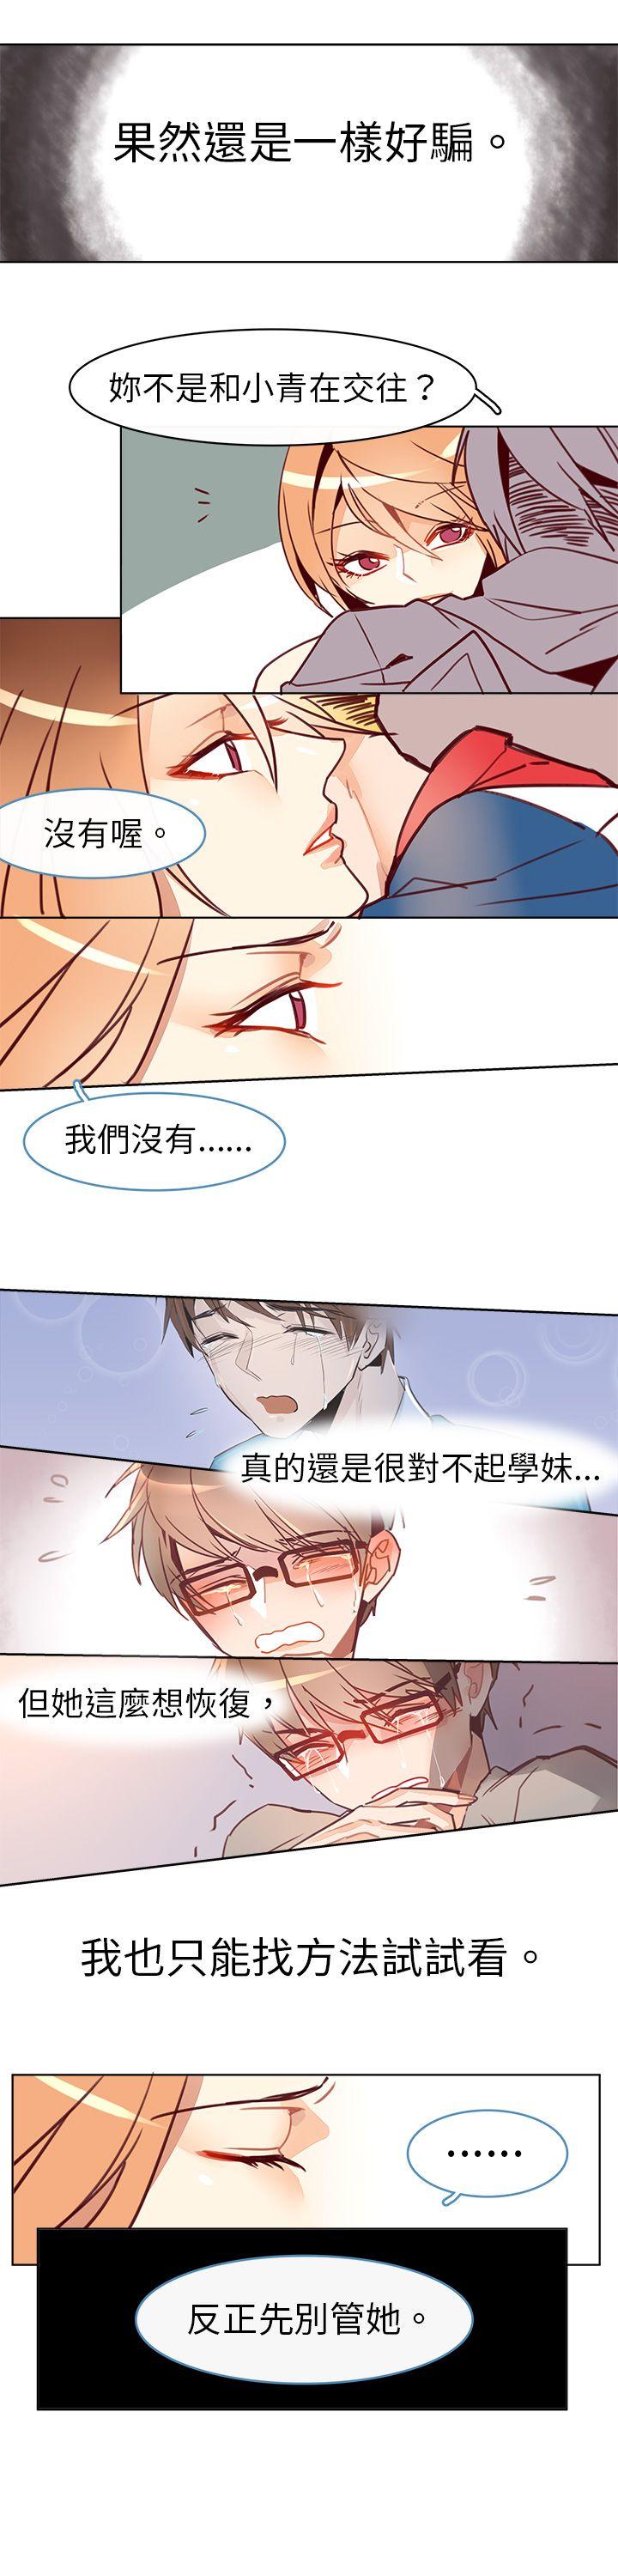 果然還是一樣好騙。
妳不是和小青在交往？
沒有喔。
我們沒有……
真的還是很對不起學妹…
但她這麼想恢復，
我也只能找方法試試看。
……
反正先別管她。